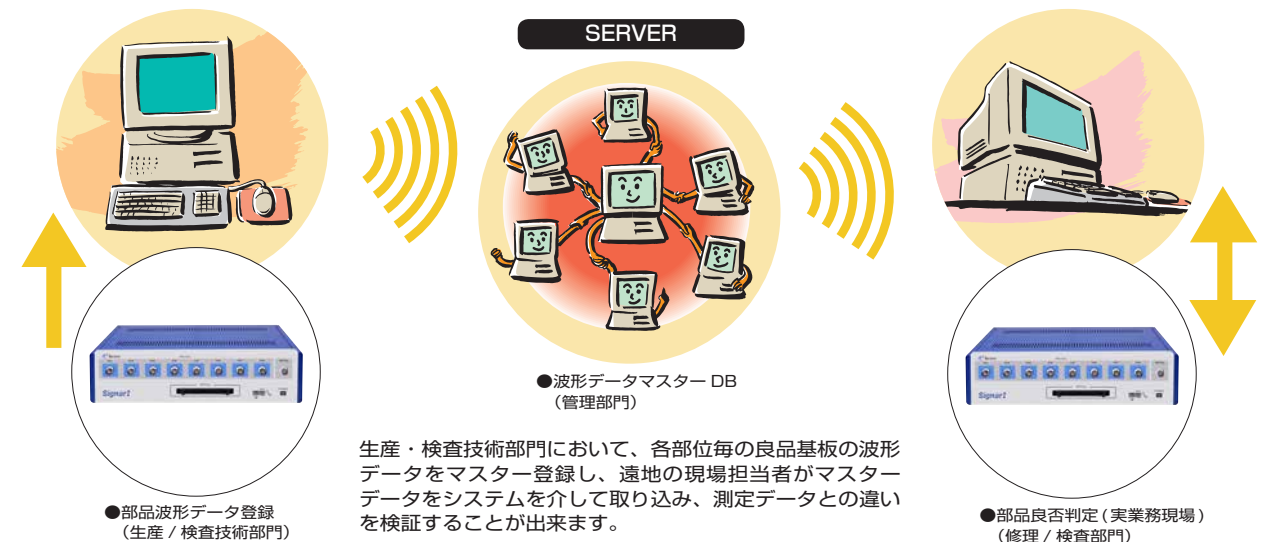 SERVER
●波形データマスター DB
（管理部門）
生産・検査技術部門において、各部位毎の良品基板の波形
データをマスター登録し、遠地の現場担当者がマスター
データをシステムを介して取り込み、測定データとの違い
を検証することが出来ます。
Sigmar1
●部品波形データ登録
（生産 / 検査技術部門）
Sigmar1
●部品良否判定 ( 実業務現場 )
（修理 / 検査部門）